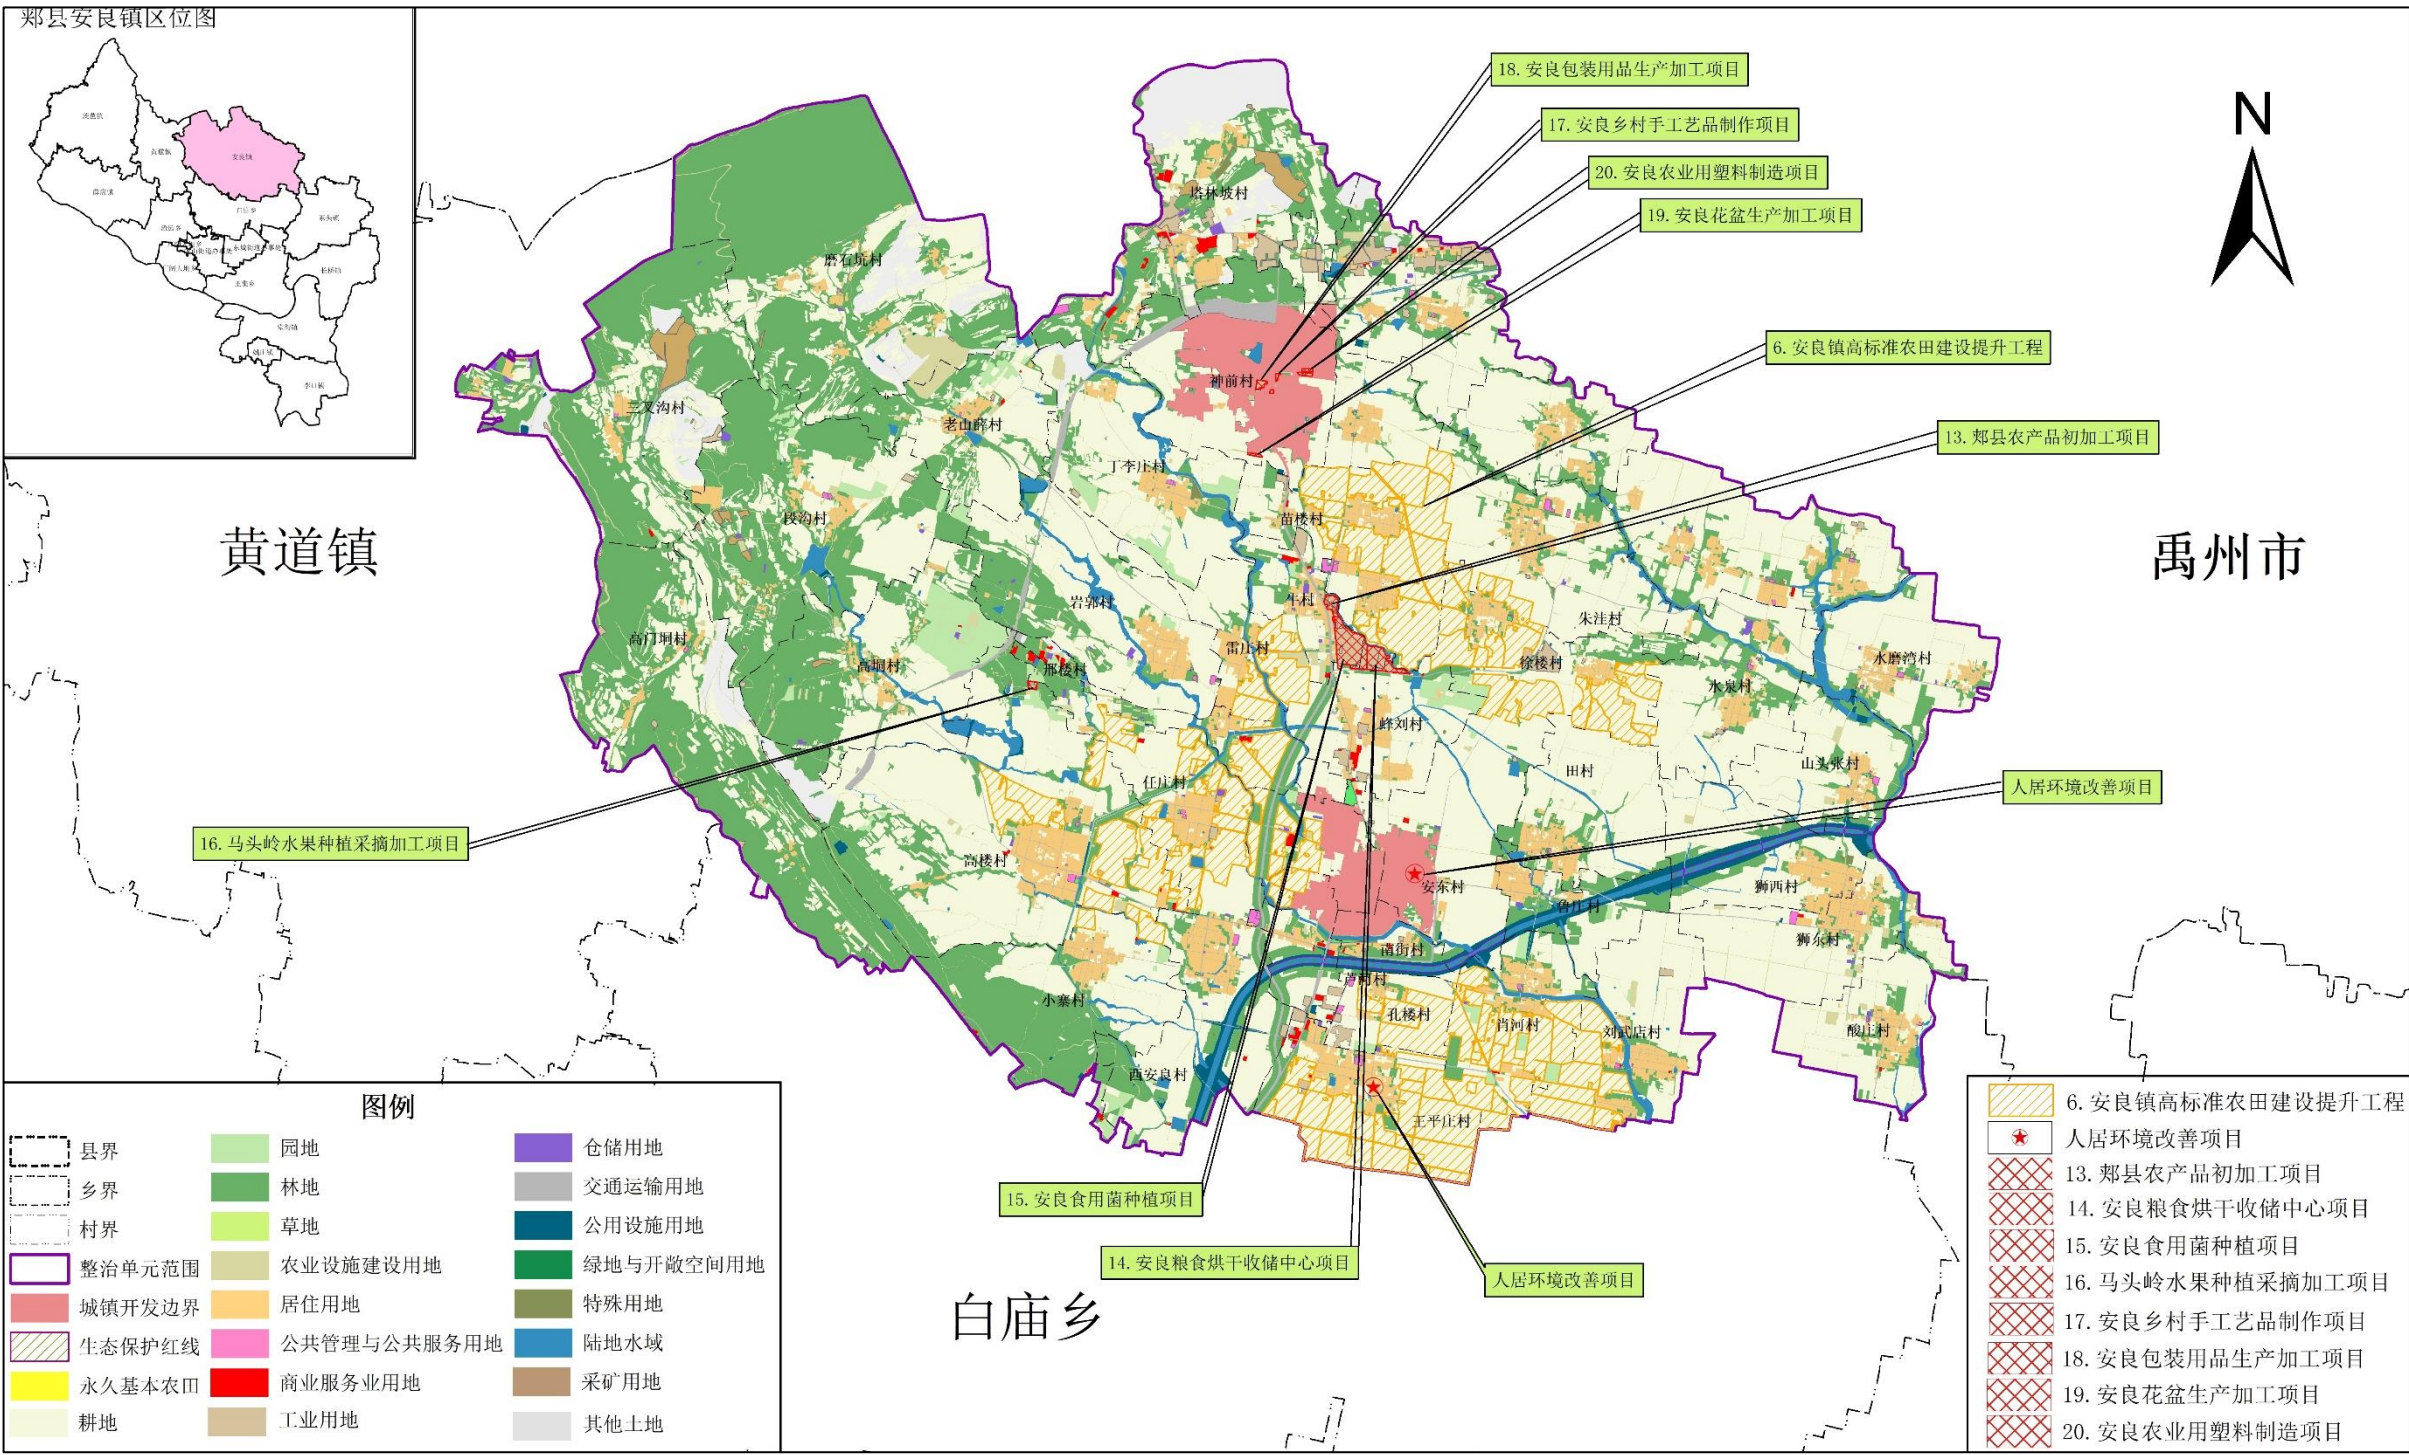 郏县安良镇区位图
安良镇
黄道镇
禹州市
白庙乡
N
18. 安良包装用品生产加工项目
17. 安良乡村手工艺品制作项目
20. 安良农业用塑料制造项目
19. 安良花盆生产加工项目
6. 安良镇高标准农田建设提升工程
13. 郏县农产品初加工项目
人居环境改善项目
16. 马头岭水果种植采摘加工项目
15. 安良食用菌种植项目
14. 安良粮食烘干收储中心项目
人居环境改善项目
塔林坡村
磨石坑村
神前村
三叉沟村
老山薛村
丁李庄村
段沟村
苗楼村
牛村
岩郭村
朱洼村
高门垌村
高垌村
邢楼村
雷庄村
徐楼村
水磨湾村
水泉村
峰刘村
任庄村
田村
山头张村
高楼村
安东村
狮西村
鲁庄村
狮东村
南街村
芦河村
小寨村
孔楼村
肖河村
刘武店村
酸庄村
西安良村
王平庄村
图例
县界
乡界
村界
整治单元范围
城镇开发边界
生态保护红线
永久基本农田
耕地
园地
林地
草地
农业设施建设用地
居住用地
公共管理与公共服务用地
商业服务业用地
工业用地
仓储用地
交通运输用地
公用设施用地
绿地与开敞空间用地
特殊用地
陆地水域
采矿用地
其他土地
6. 安良镇高标准农田建设提升工程
人居环境改善项目
13. 郏县农产品初加工项目
14. 安良粮食烘干收储中心项目
15. 安良食用菌种植项目
16. 马头岭水果种植采摘加工项目
17. 安良乡村手工艺品制作项目
18. 安良包装用品生产加工项目
19. 安良花盆生产加工项目
20. 安良农业用塑料制造项目